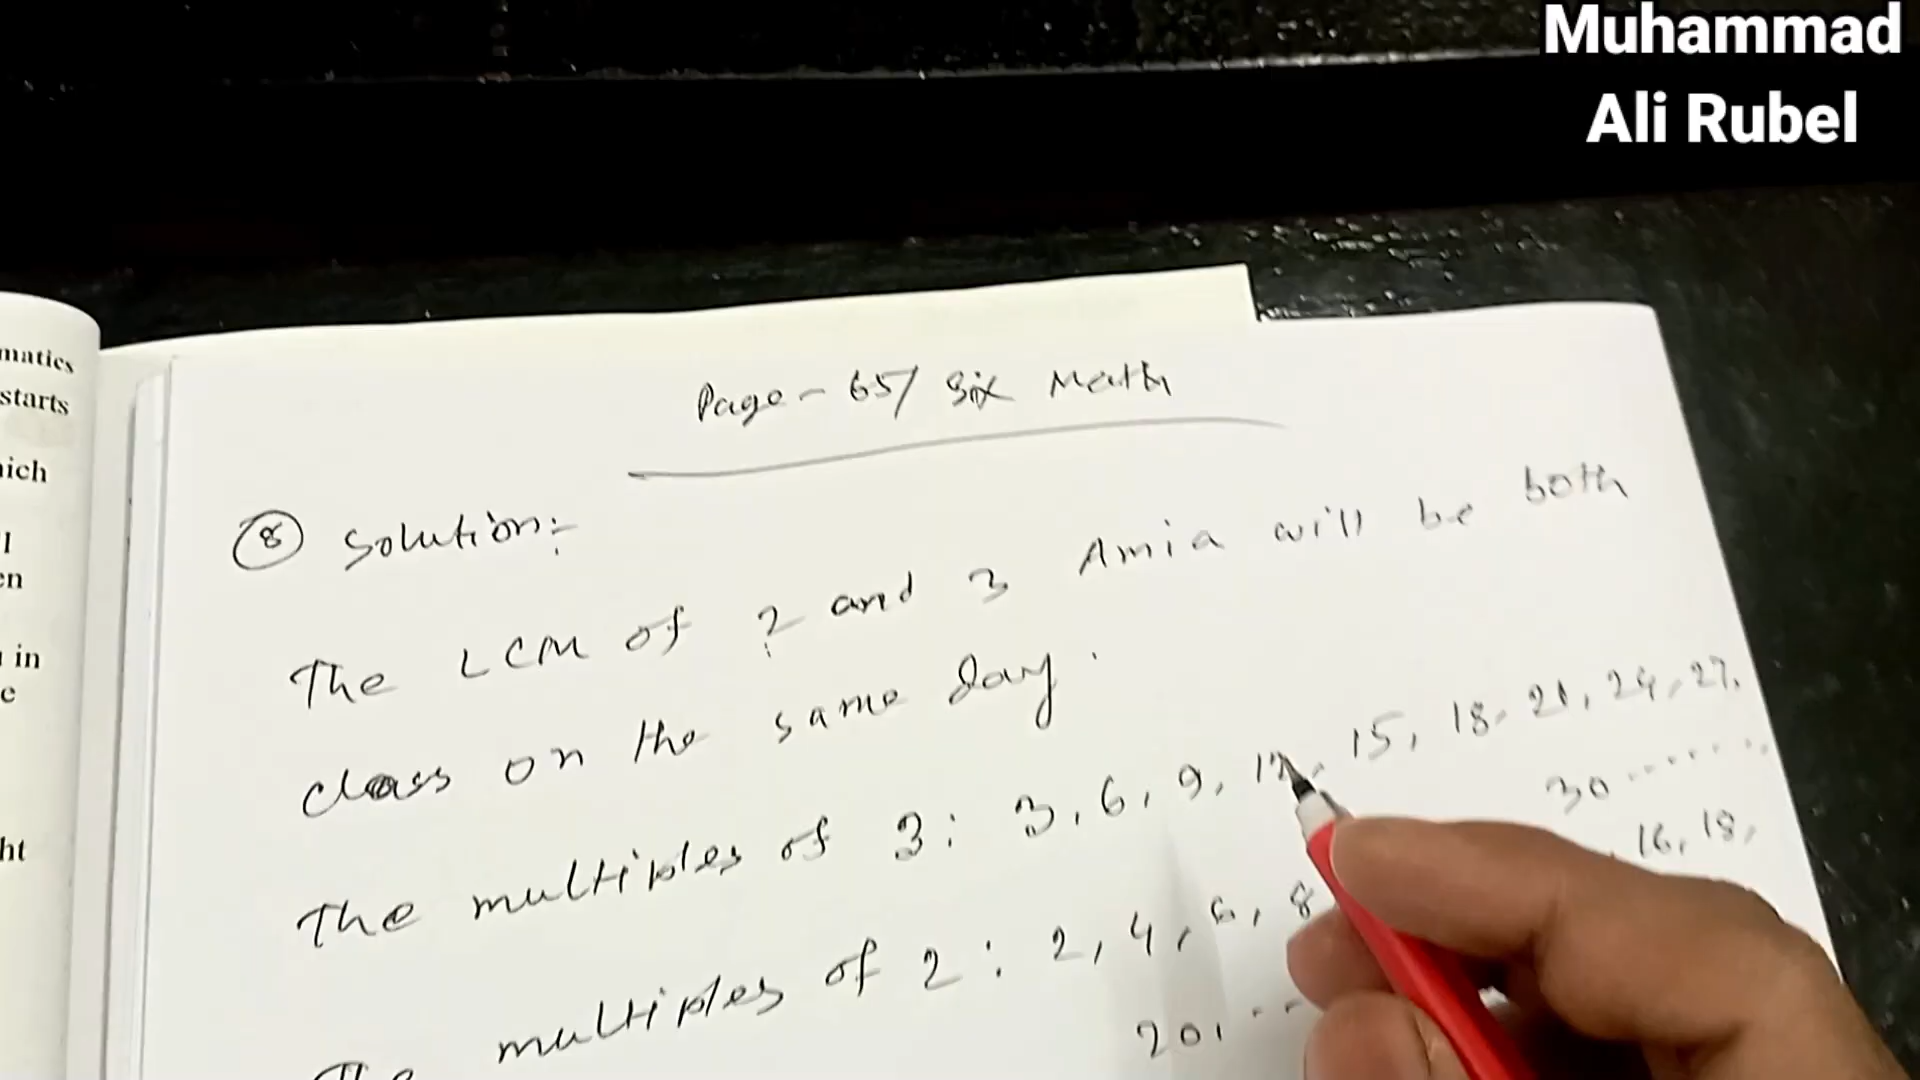 Muhammad
Ali Rubel
matics
starts
ich
l
en
in
e
ht
Page - 65/ Six Math
8 Solution:-
The LCM of 2 and 3 Amia will be both
class on the same day.
The multiples of 3: 3, 6, 9, 12, 15, 18, 21, 24, 27,
30 ........
The multiples of 2: 2, 4, 6, 8 16, 18,
20, ..